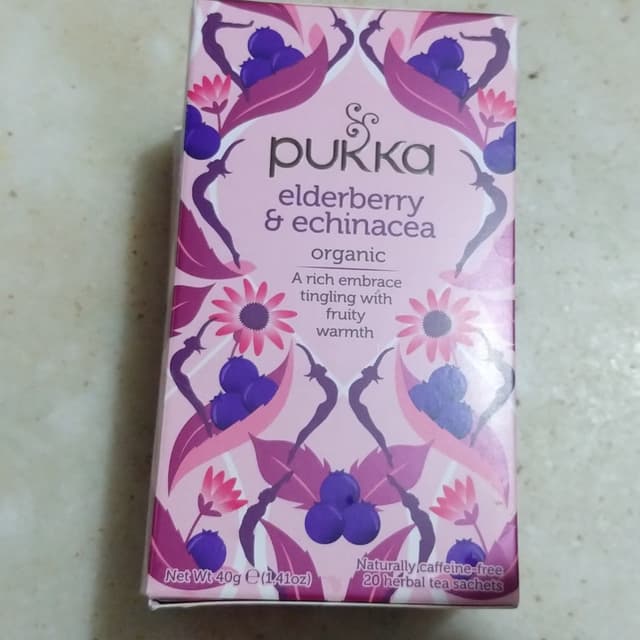 pukka
elderberry
& echinacea
organic
A rich embrace
tingling with
fruity
warmth
Net Wt 40g ℮ (1.41oz)
Naturally caffeine-free
20 herbal tea sachets